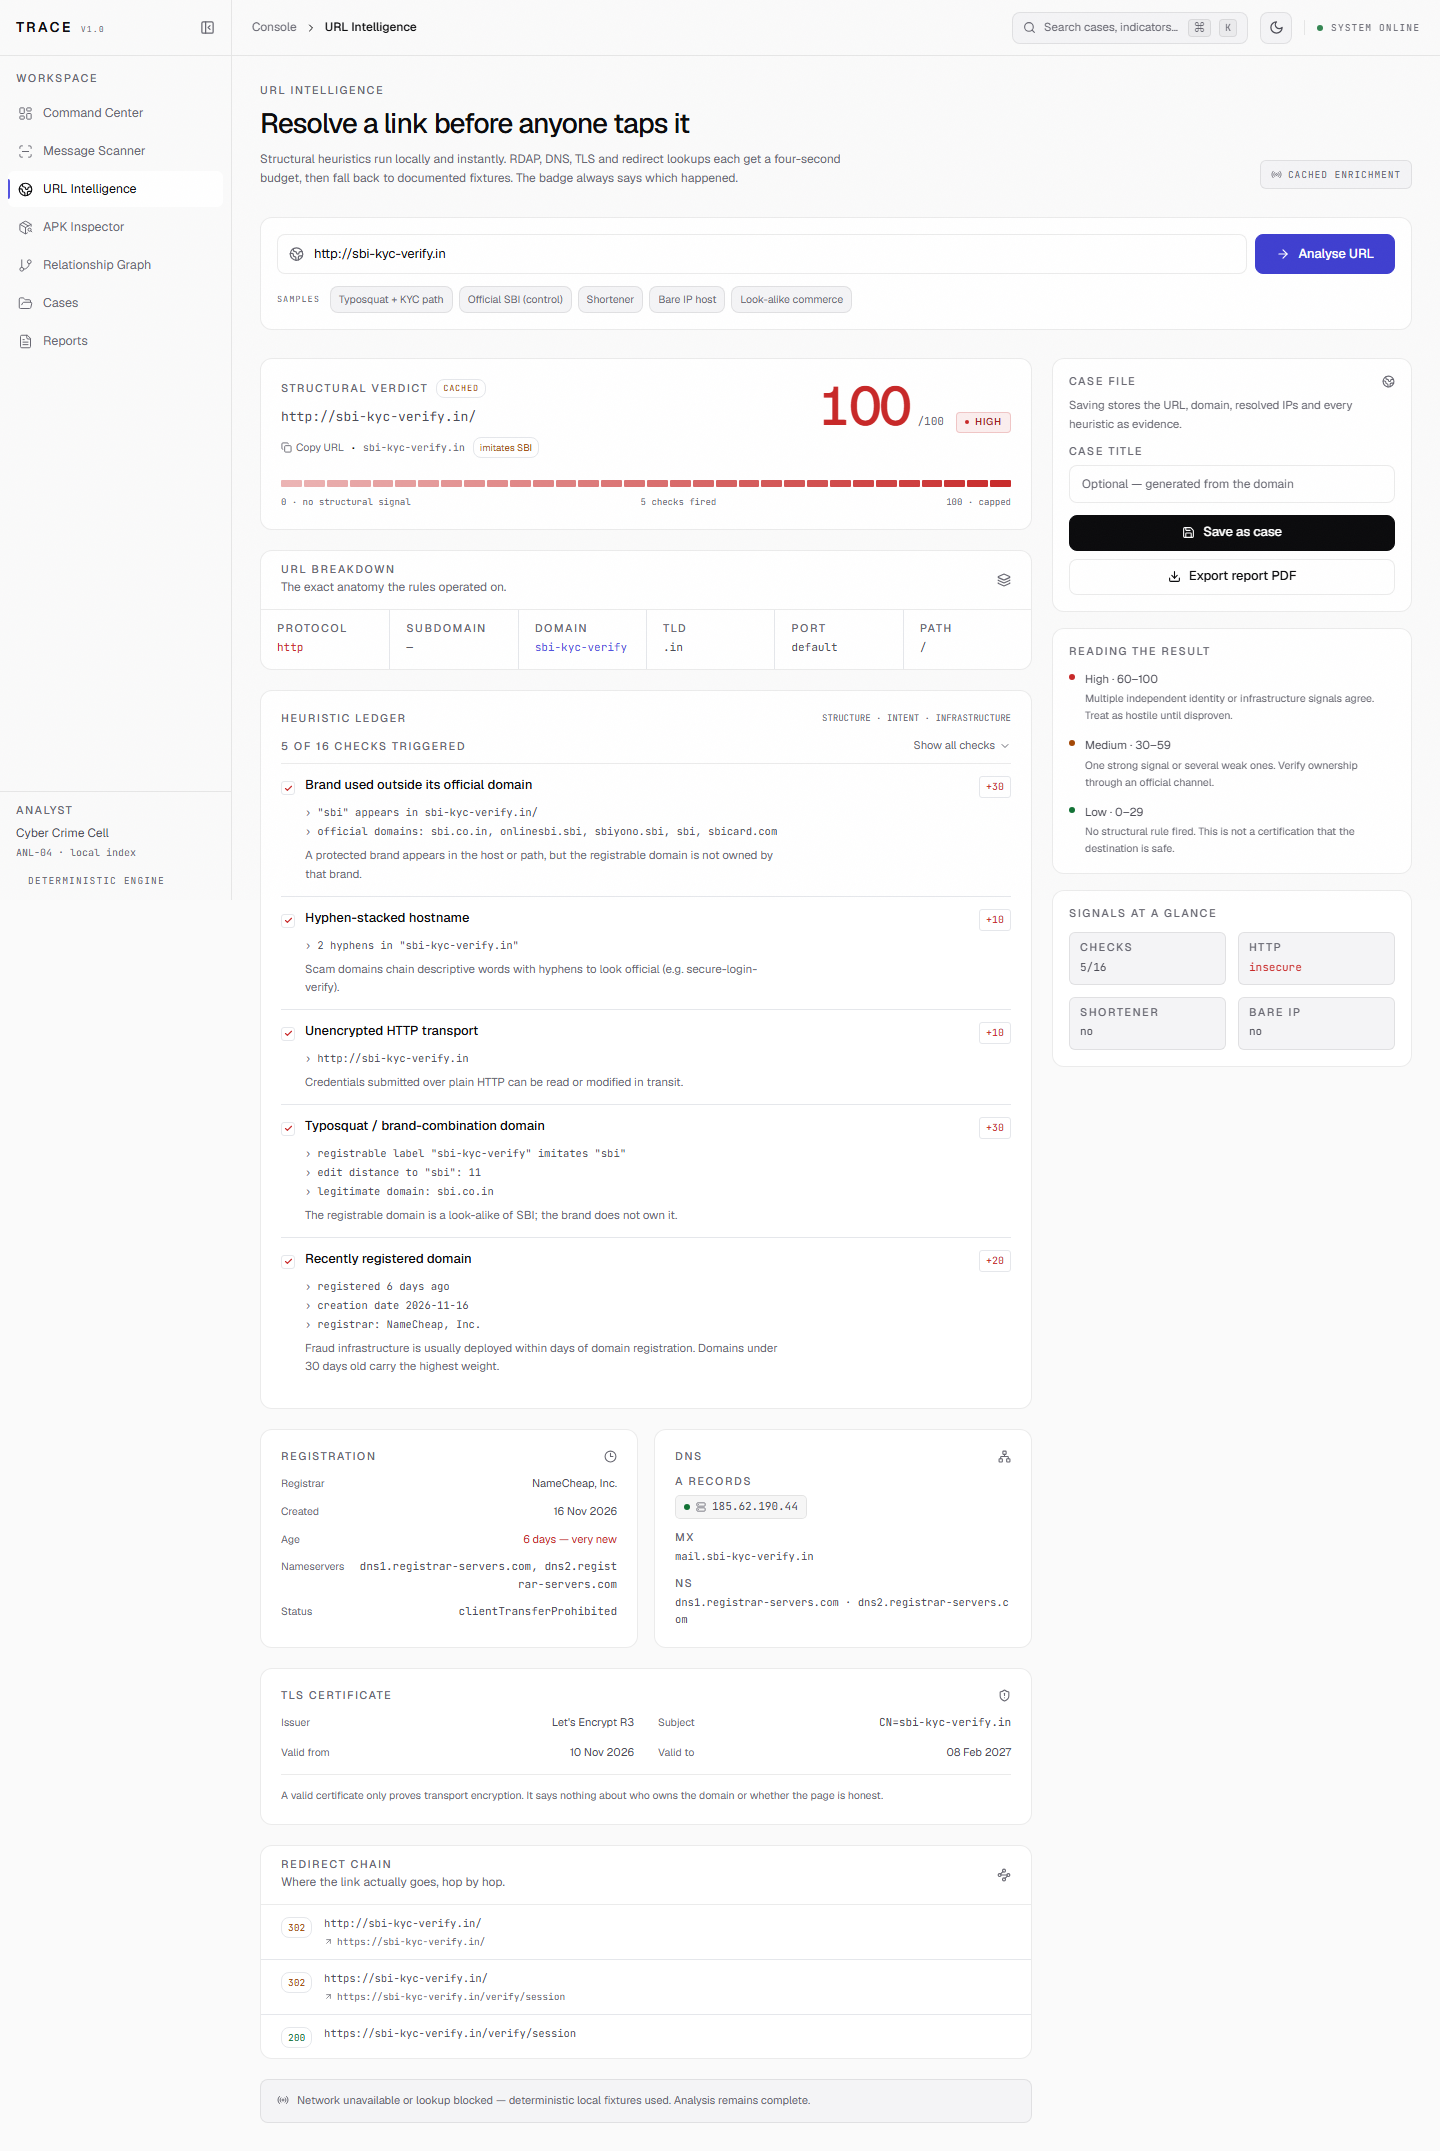 TRACE V1.0
WORKSPACE
Command Center
Message Scanner
URL Intelligence
APK Inspector
Relationship Graph
Cases
Reports
ANALYST
Cyber Crime Cell
ANL-04 · local index
DETERMINISTIC ENGINE
Console > URL Intelligence
Search cases, indicators… ⌘ K
SYSTEM ONLINE
URL INTELLIGENCE
Resolve a link before anyone taps it
Structural heuristics run locally and instantly. RDAP, DNS, TLS and redirect lookups each get a four-second
budget, then fall back to documented fixtures. The badge always says which happened.
CACHED ENRICHMENT
http://sbi-kyc-verify.in
Analyse URL
SAMPLES Typosquat + KYC path Official SBI (control) Shortener Bare IP host Look-alike commerce
STRUCTURAL VERDICT CACHED
http://sbi-kyc-verify.in/
Copy URL • sbi-kyc-verify.in imitates SBI
100 /100 HIGH
0 · no structural signal 5 checks fired 100 · capped
URL BREAKDOWN
The exact anatomy the rules operated on.
PROTOCOL SUBDOMAIN DOMAIN TLD PORT PATH
http — sbi-kyc-verify .in default /
HEURISTIC LEDGER STRUCTURE · INTENT · INFRASTRUCTURE
5 OF 16 CHECKS TRIGGERED Show all checks
Brand used outside its official domain +30
› "sbi" appears in sbi-kyc-verify.in/
› official domains: sbi.co.in, onlinesbi.sbi, sbiyono.sbi, sbi, sbicard.com
A protected brand appears in the host or path, but the registrable domain is not owned by
that brand.
Hyphen-stacked hostname +10
› 2 hyphens in "sbi-kyc-verify.in"
Scam domains chain descriptive words with hyphens to look official (e.g. secure-login-
verify).
Unencrypted HTTP transport +10
› http://sbi-kyc-verify.in
Credentials submitted over plain HTTP can be read or modified in transit.
Typosquat / brand-combination domain +30
› registrable label "sbi-kyc-verify" imitates "sbi"
› edit distance to "sbi": 11
› legitimate domain: sbi.co.in
The registrable domain is a look-alike of SBI; the brand does not own it.
Recently registered domain +20
› registered 6 days ago
› creation date 2026-11-16
› registrar: NameCheap, Inc.
Fraud infrastructure is usually deployed within days of domain registration. Domains under
30 days old carry the highest weight.
REGISTRATION
Registrar NameCheap, Inc.
Created 16 Nov 2026
Age 6 days — very new
Nameservers dns1.registrar-servers.com, dns2.regist
rar-servers.com
Status clientTransferProhibited
DNS
A RECORDS
185.62.190.44
MX
mail.sbi-kyc-verify.in
NS
dns1.registrar-servers.com · dns2.registrar-servers.c
om
TLS CERTIFICATE
Issuer Let's Encrypt R3 Subject CN=sbi-kyc-verify.in
Valid from 10 Nov 2026 Valid to 08 Feb 2027
A valid certificate only proves transport encryption. It says nothing about who owns the domain or whether the page is honest.
REDIRECT CHAIN
Where the link actually goes, hop by hop.
302 http://sbi-kyc-verify.in/
↗ https://sbi-kyc-verify.in/
302 https://sbi-kyc-verify.in/
↗ https://sbi-kyc-verify.in/verify/session
200 https://sbi-kyc-verify.in/verify/session
Network unavailable or lookup blocked — deterministic local fixtures used. Analysis remains complete.
CASE FILE
Saving stores the URL, domain, resolved IPs and every
heuristic as evidence.
CASE TITLE
Optional — generated from the domain
Save as case
Export report PDF
READING THE RESULT
High · 60–100
Multiple independent identity or infrastructure signals agree.
Treat as hostile until disproven.
Medium · 30–59
One strong signal or several weak ones. Verify ownership
through an official channel.
Low · 0–29
No structural rule fired. This is not a certification that the
destination is safe.
SIGNALS AT A GLANCE
CHECKS HTTP
5/16 insecure
SHORTENER BARE IP
no no